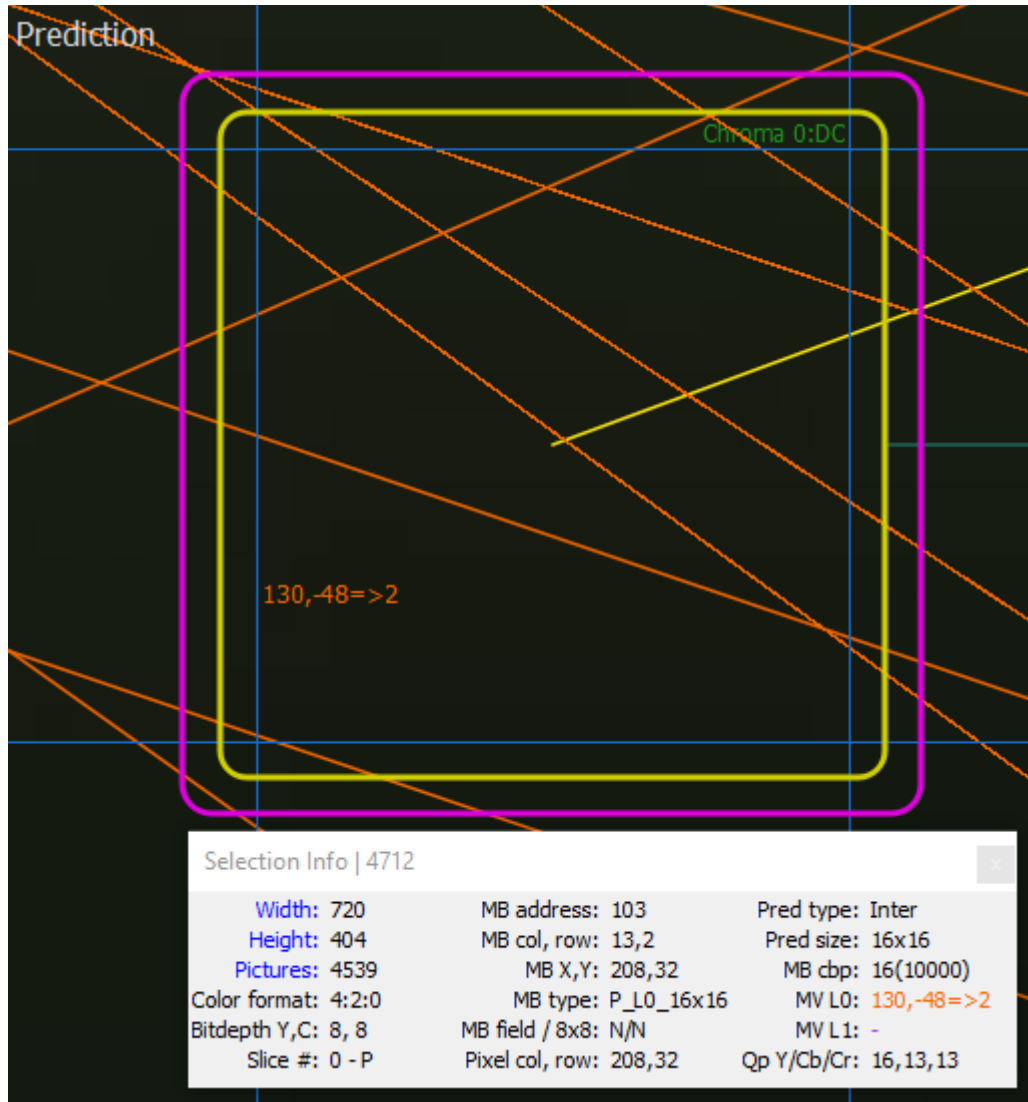 Prediction
Chroma 0:DC
130,-48=>2
Selection Info | 4712
x
Width: 720 MB address: 103 Pred type: Inter
Height: 404 MB col, row: 13,2 Pred size: 16x16
Pictures: 4539 MB X,Y: 208,32 MB cbp: 16(10000)
Color format: 4:2:0 MB type: P_L0_16x16 MV L0: 130,-48=>2
Bitdepth Y,C: 8, 8 MB field / 8x8: N/N MV L1: -
Slice #: 0 - P Pixel col, row: 208,32 Qp Y/Cb/Cr: 16,13,13